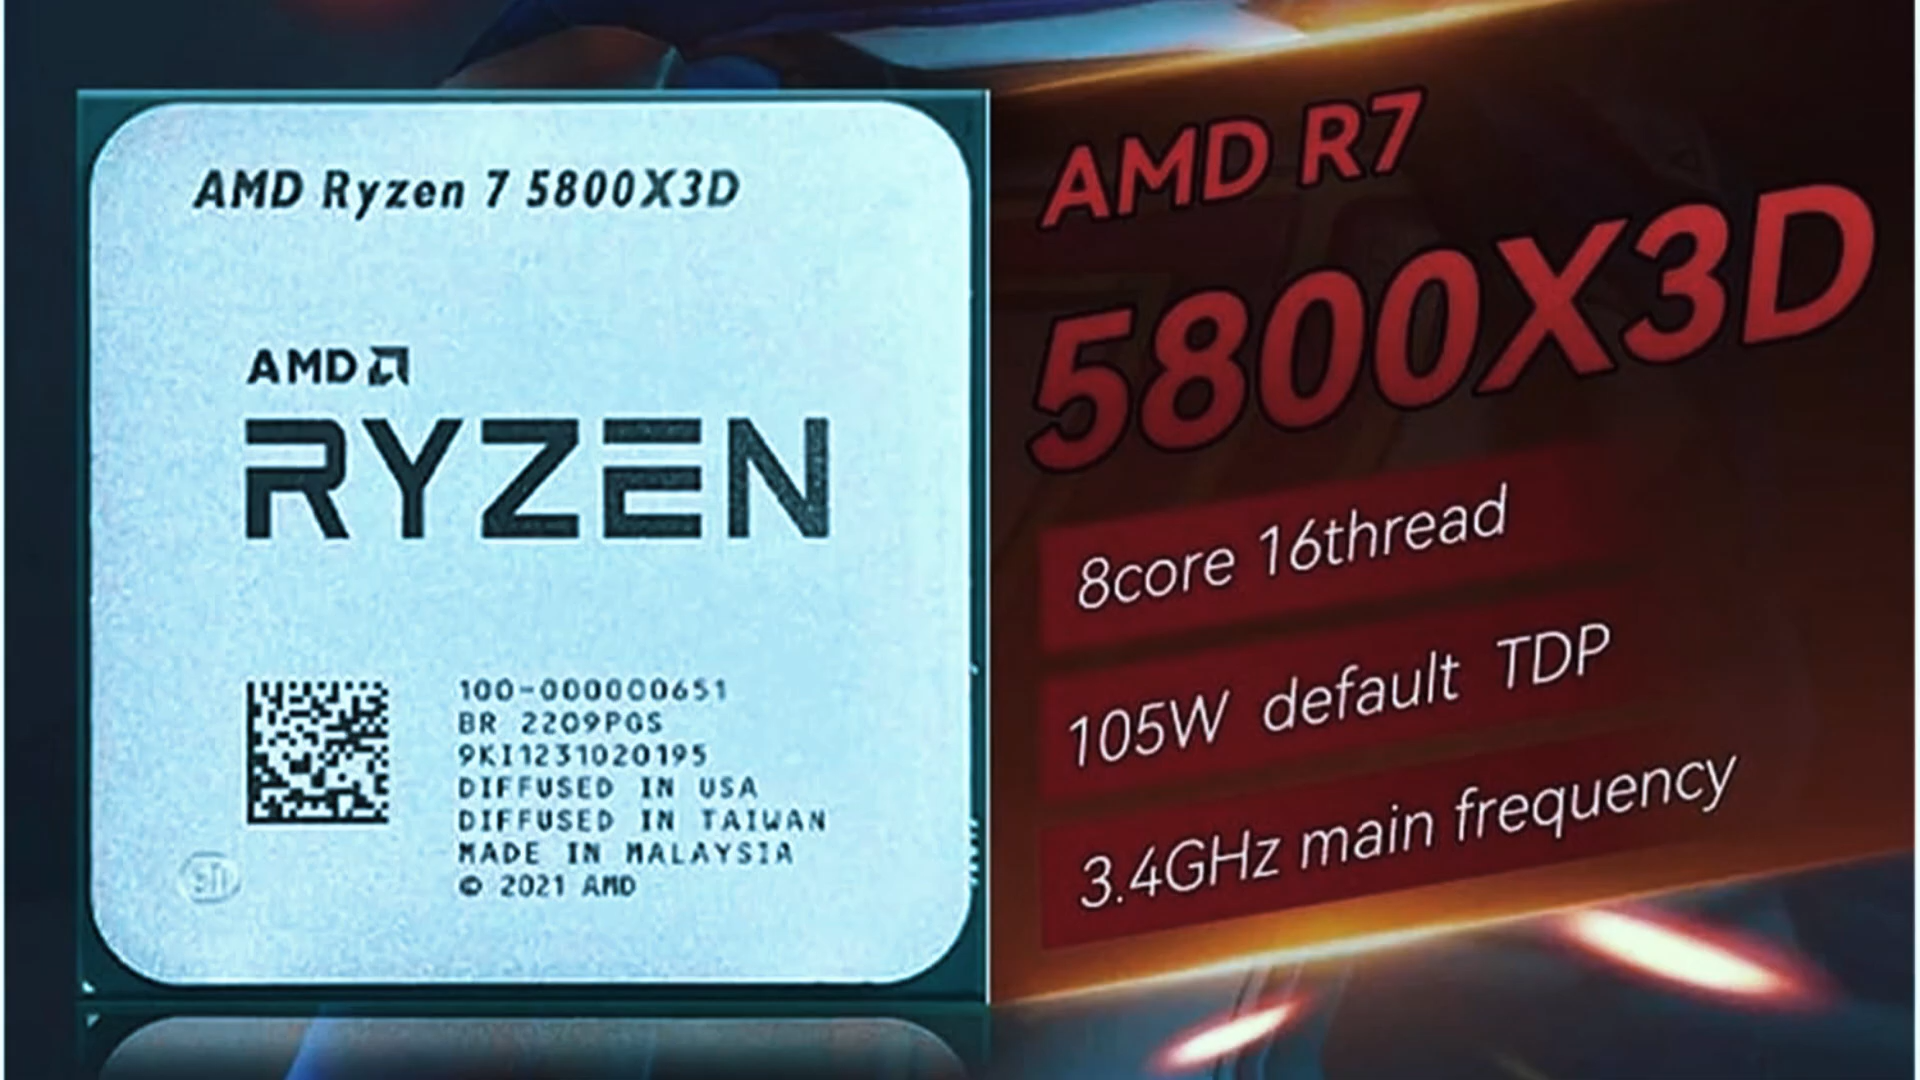 AMD Ryzen 7 5800X3D
AMD
RYZEN
100-000000651
BR 2209PGS
9KI1231020195
DIFFUSED IN USA
DIFFUSED IN TAIWAN
MADE IN MALAYSIA
© 2021 AMD
AMD R7
5800X3D
8core 16thread
105W default TDP
3.4GHz main frequency